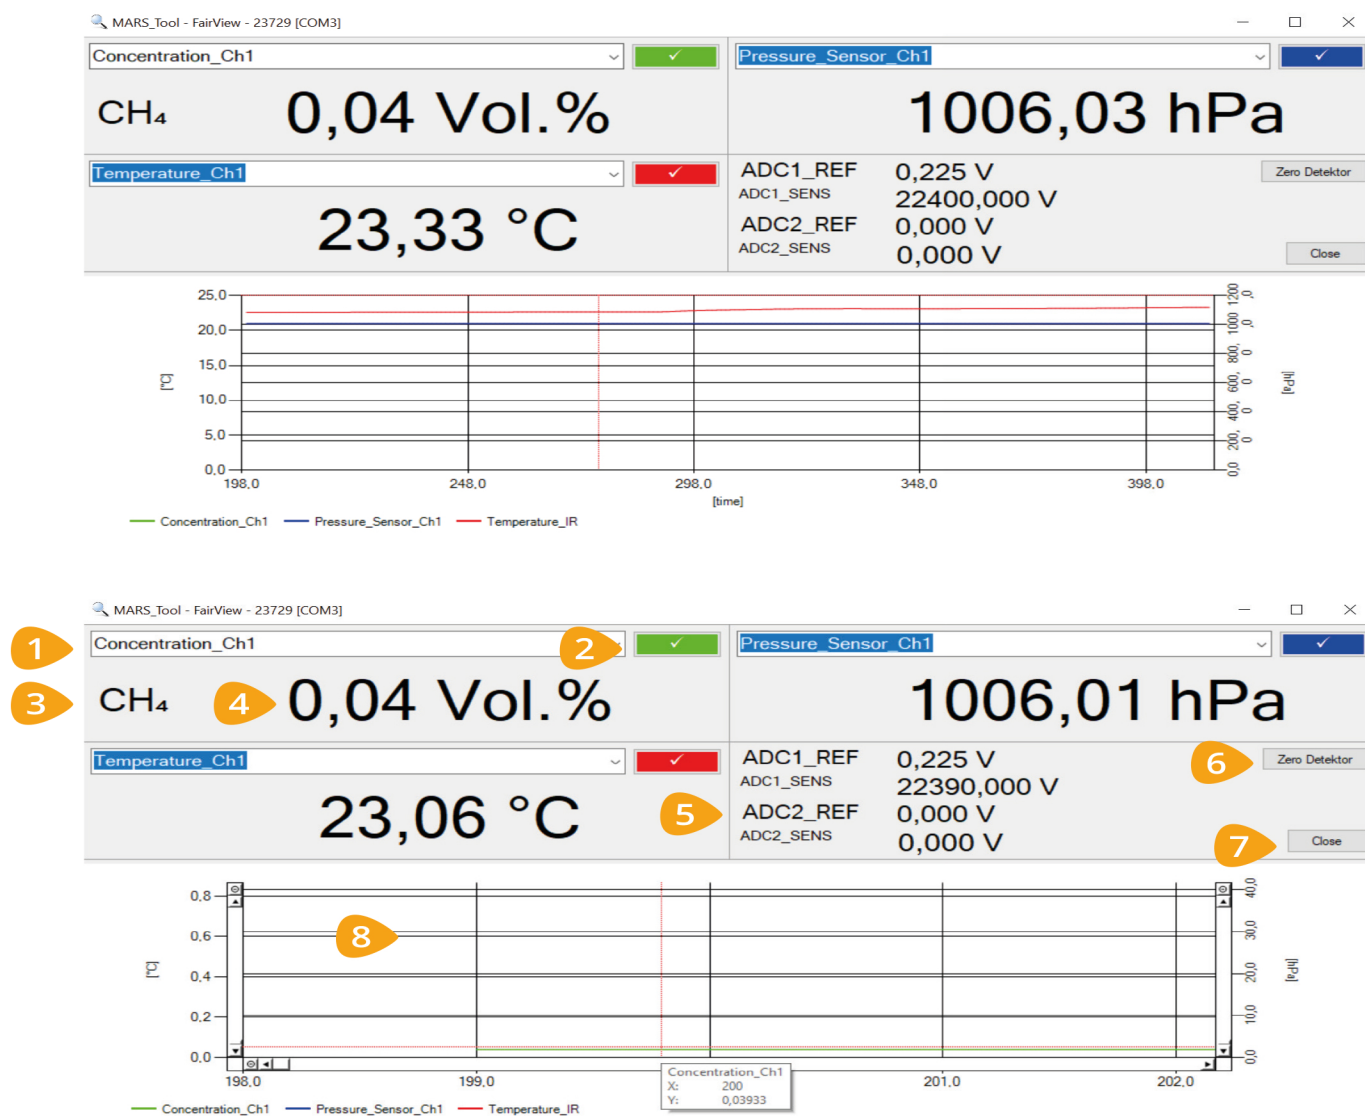 MARS_Tool - FairView - 23729 [COM3]
Concentration_Ch1
Pressure_Sensor_Ch1
CH₄ 0,04 Vol.%
1006,03 hPa
Temperature_Ch1
23,33 °C
ADC1_REF 0,225 V
ADC1_SENS 22400,000 V
ADC2_REF 0,000 V
ADC2_SENS 0,000 V
Zero Detektor
Close
25,0
20,0
15,0
10,0
5,0
0,0
[°C]
1200,0
1000,0
800,0
600,0
400,0
200,0
0,0
[hPa]
198,0 248,0 298,0 348,0 398,0
[time]
Concentration_Ch1 Pressure_Sensor_Ch1 Temperature_IR
MARS_Tool - FairView - 23729 [COM3]
1 Concentration_Ch1 2
Pressure_Sensor_Ch1
3 CH₄ 4 0,04 Vol.%
1006,01 hPa
Temperature_Ch1
23,06 °C
5
ADC1_REF 0,225 V
ADC1_SENS 22390,000 V
ADC2_REF 0,000 V
ADC2_SENS 0,000 V
6 Zero Detektor
7 Close
8
0,8
0,6
0,4
0,2
0,0
[°C]
40,0
30,0
20,0
10,0
0,0
[hPa]
198,0 199,0 201,0 202,0
Concentration_Ch1
X: 200
Y: 0,03933
Concentration_Ch1 Pressure_Sensor_Ch1 Temperature_IR